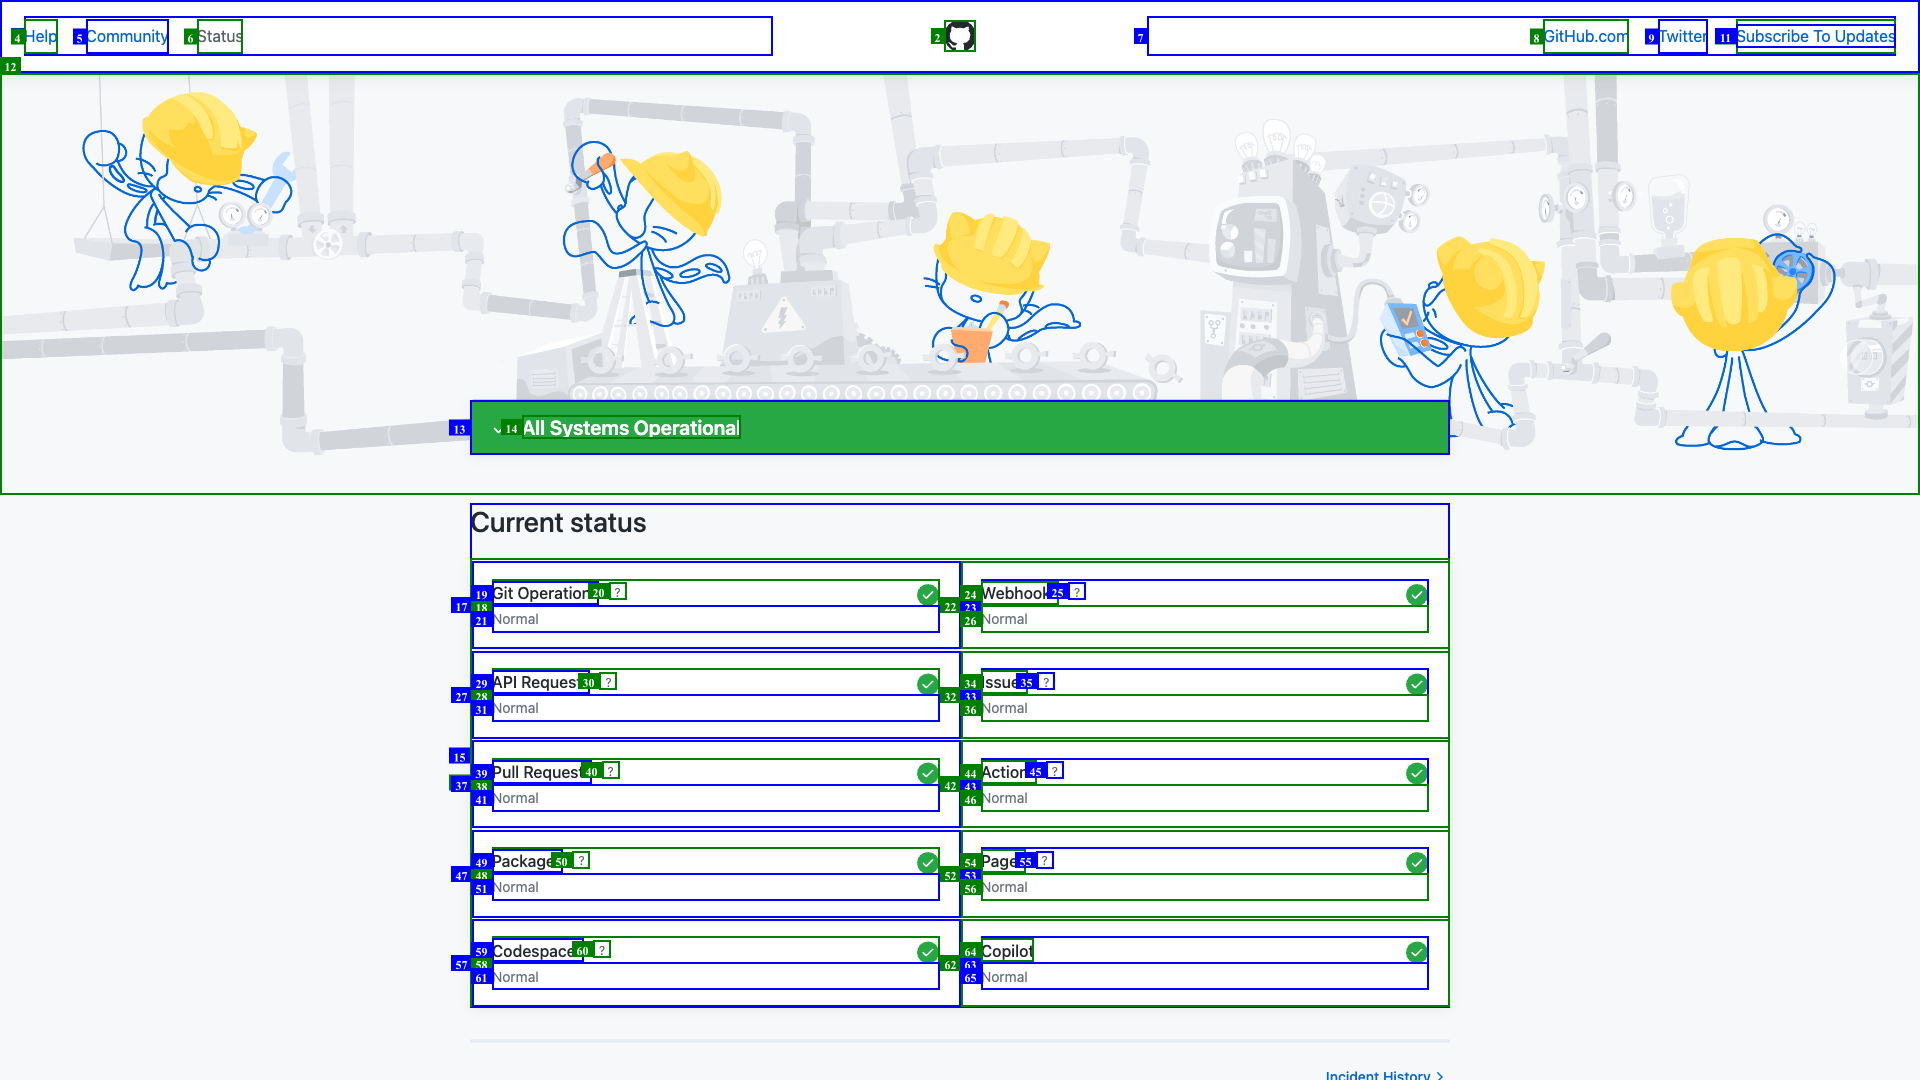 4 Help 5 Community 6 Status 2 7 8 GitHub.com 9 Twitter 11 Subscribe To Updates
12
13 14 All Systems Operational
Current status
19 Git Operation 20 ?
17 18
21 Normal
24 Webhook 25 ?
22 23
26 Normal
29 API Request 30 ?
27 28
31 Normal
34 Issue 35 ?
32 33
36 Normal
15
39 Pull Request 40 ?
37 38
41 Normal
44 Action 45 ?
42 43
46 Normal
49 Package 50 ?
47 48
51 Normal
54 Page 55 ?
52 53
56 Normal
59 Codespace 60 ?
57 58
61 Normal
64 Copilot
62 63
65 Normal
Incident History